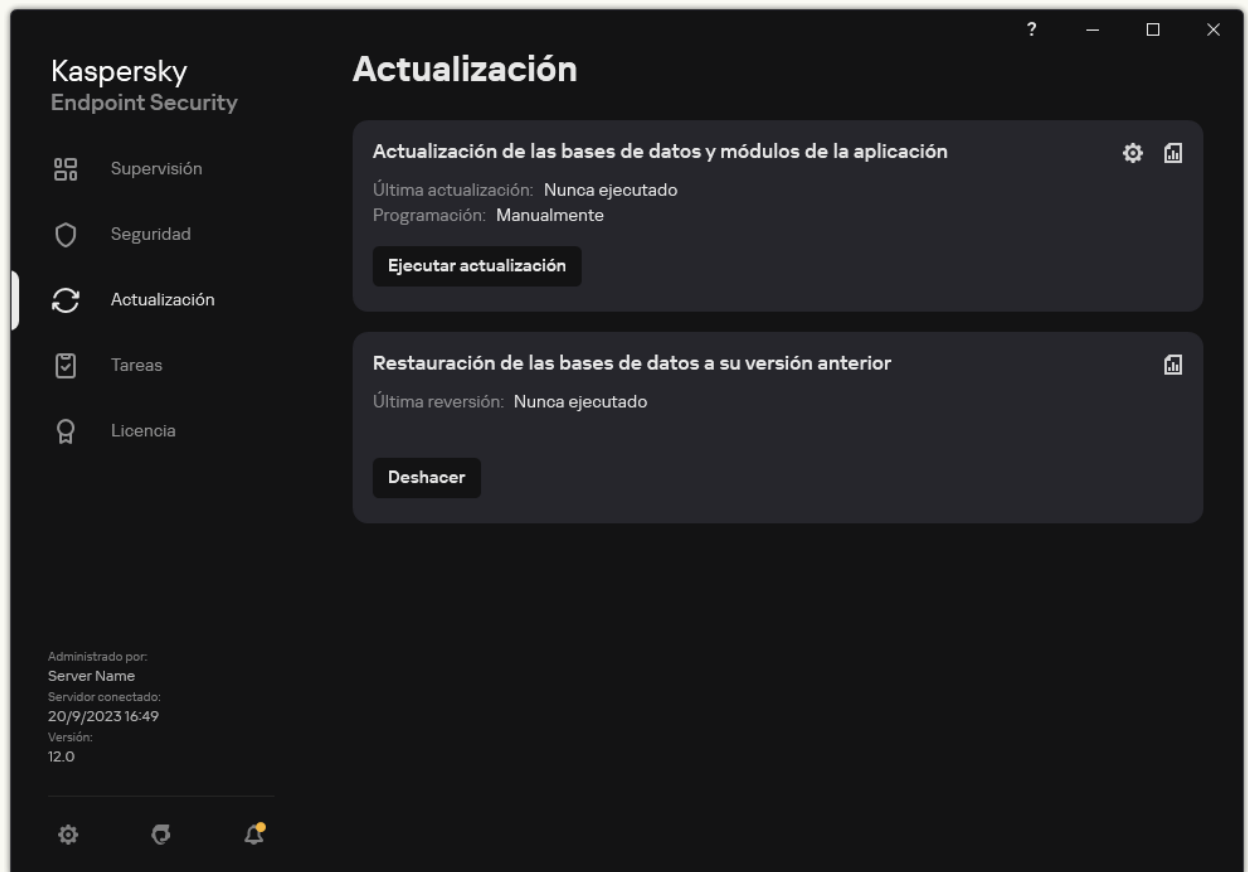 ?
Kaspersky
Endpoint Security
Supervisión
Seguridad
Actualización
Tareas
Licencia
Administrado por:
Server Name
Servidor conectado:
20/9/2023 16:49
Versión:
12.0
Actualización
Actualización de las bases de datos y módulos de la aplicación
Última actualización: Nunca ejecutado
Programación: Manualmente
Ejecutar actualización
Restauración de las bases de datos a su versión anterior
Última reversión: Nunca ejecutado
Deshacer